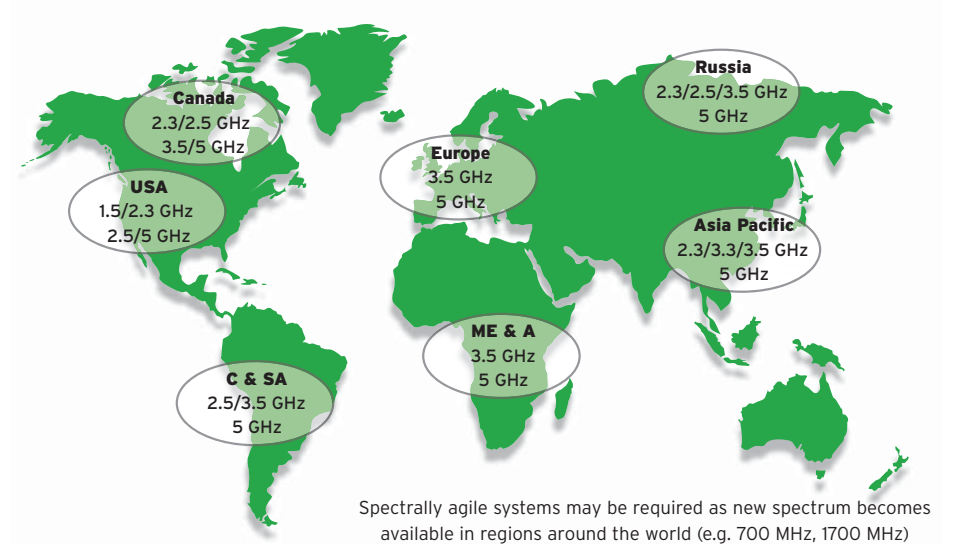 Canada
2.3/2.5 GHz
3.5/5 GHz
USA
1.5/2.3 GHz
2.5/5 GHz
C & SA
2.5/3.5 GHz
5 GHz
Europe
3.5 GHz
5 GHz
ME & A
3.5 GHz
5 GHz
Russia
2.3/2.5/3.5 GHz
5 GHz
Asia Pacific
2.3/3.3/3.5 GHz
5 GHz
Spectrally agile systems may be required as new spectrum becomes
available in regions around the world (e.g. 700 MHz, 1700 MHz)